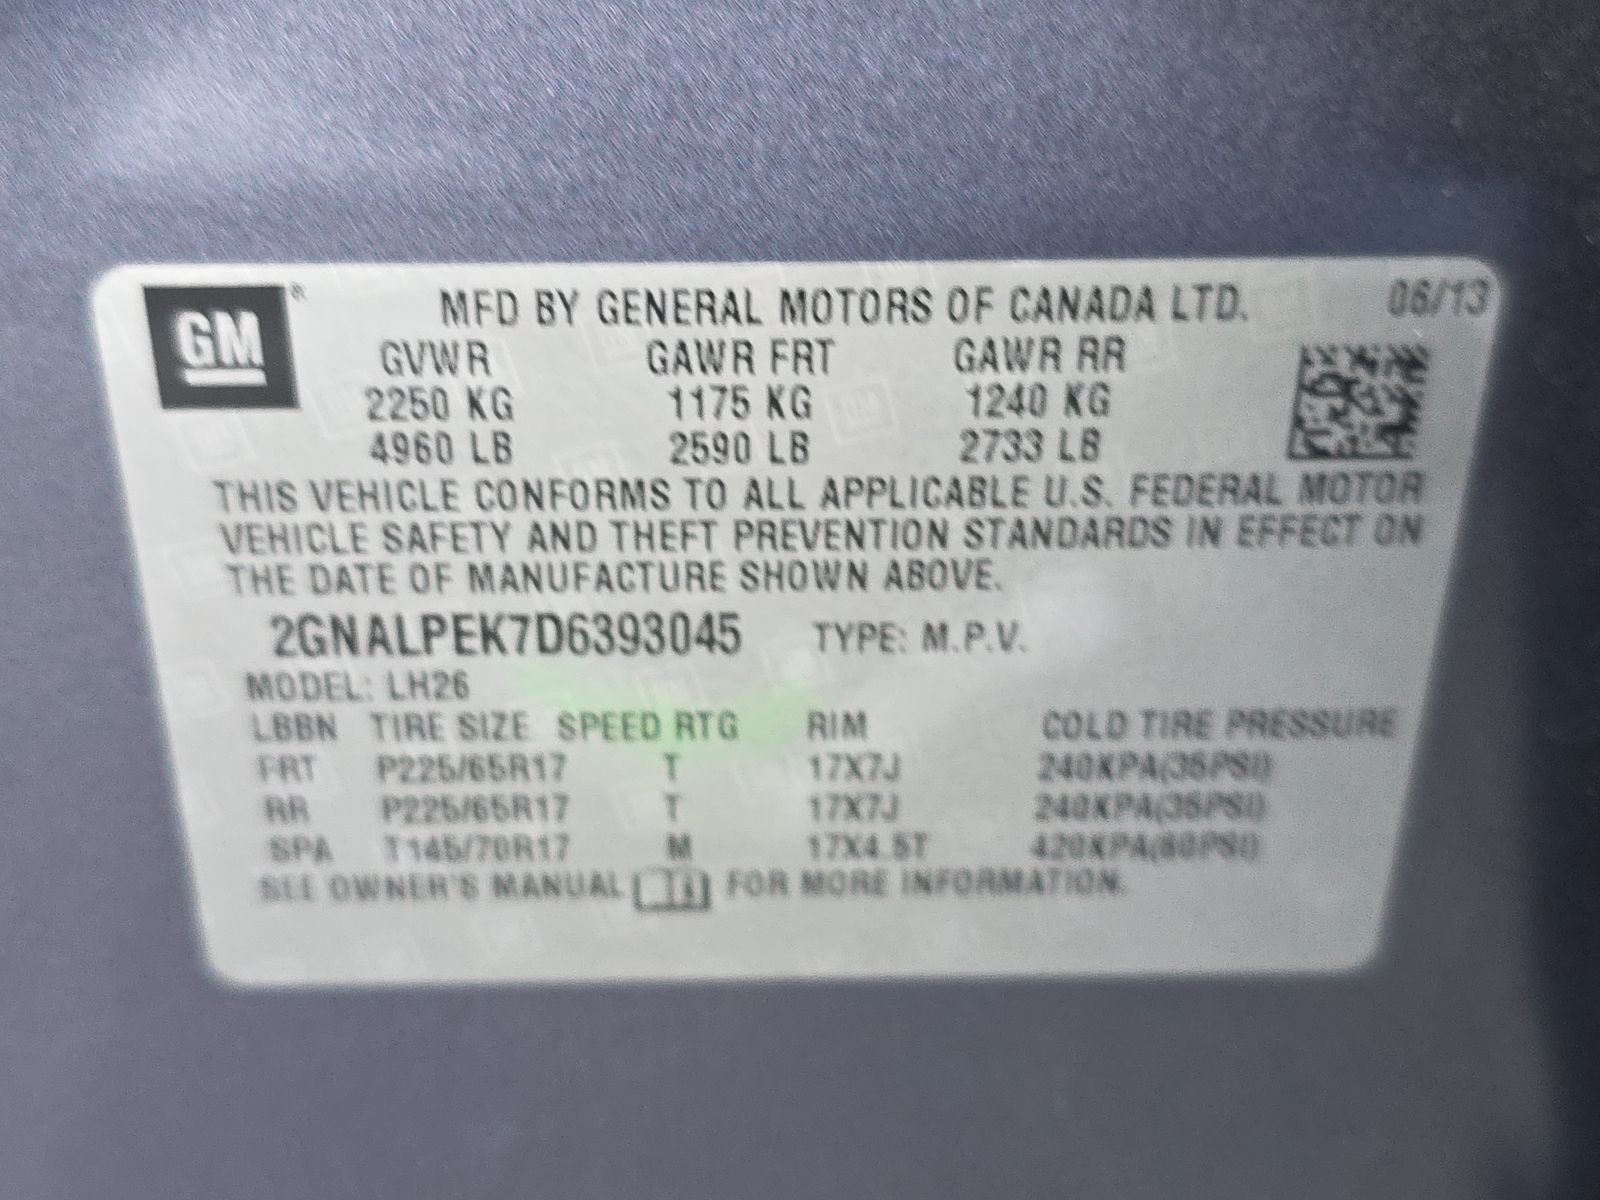 GM®
MFD BY GENERAL MOTORS OF CANADA LTD. 06/13
GVWR GAWR FRT GAWR RR
2250 KG 1175 KG 1240 KG
4960 LB 2590 LB 2733 LB
THIS VEHICLE CONFORMS TO ALL APPLICABLE U.S. FEDERAL MOTOR
VEHICLE SAFETY AND THEFT PREVENTION STANDARDS IN EFFECT ON
THE DATE OF MANUFACTURE SHOWN ABOVE.
2GNALPEK7D6393045 TYPE: M.P.V.
MODEL: LH26
LBBN TIRE SIZE SPEED RTG RIM COLD TIRE PRESSURE
FRT P225/65R17 T 17X7J 240KPA(35PSI)
RR P225/65R17 T 17X7J 240KPA(35PSI)
SPA T145/70R17 M 17X4.5T 420KPA(60PSI)
SEE OWNER'S MANUAL FOR MORE INFORMATION.